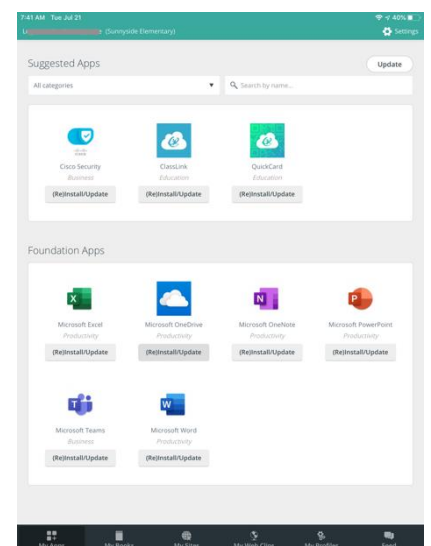 7:41 AM Tue Jul 21
40%
(Sunnyside Elementary)
Settings
Suggested Apps
Update
All categories
Search by name...
Cisco Security
ClassLink
QuickCard
Business
Education
Education
(Re)Install/Update
(Re)Install/Update
(Re)Install/Update
Foundation Apps
Microsoft Excel
Microsoft OneDrive
Microsoft OneNote
Microsoft PowerPoint
Productivity
Productivity
Productivity
Productivity
(Re)Install/Update
(Re)Install/Update
(Re)Install/Update
(Re)Install/Update
Microsoft Teams
Microsoft Word
Business
Productivity
(Re)Install/Update
(Re)Install/Update
My Apps
My Books
My Sites
My Web Clips
My Profiles
Feed